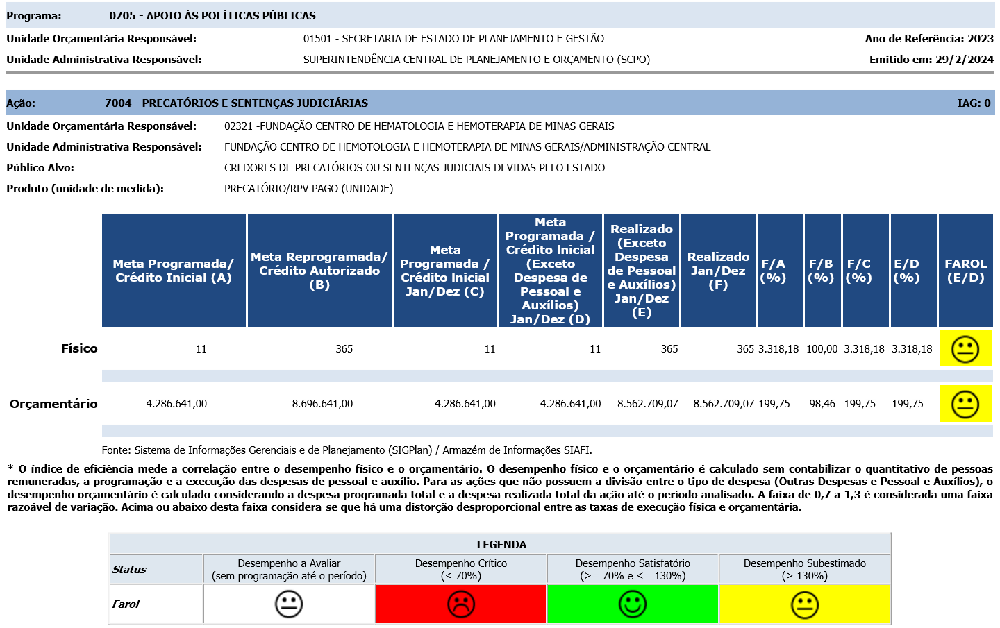 Programa: 0705 - APOIO ÀS POLÍTICAS PÚBLICAS
Unidade Orçamentária Responsável: 01501 - SECRETARIA DE ESTADO DE PLANEJAMENTO E GESTÃO Ano de Referência: 2023
Unidade Administrativa Responsável: SUPERINTENDÊNCIA CENTRAL DE PLANEJAMENTO E ORÇAMENTO (SCPO) Emitido em: 29/2/2024
Ação: 7004 - PRECATÓRIOS E SENTENÇAS JUDICIÁRIAS IAG: 0
Unidade Orçamentária Responsável: 02321 -FUNDAÇÃO CENTRO DE HEMATOLOGIA E HEMOTERAPIA DE MINAS GERAIS
Unidade Administrativa Responsável: FUNDAÇÃO CENTRO DE HEMOTOLOGIA E HEMOTERAPIA DE MINAS GERAIS/ADMINISTRAÇÃO CENTRAL
Público Alvo: CREDORES DE PRECATÓRIOS OU SENTENÇAS JUDICIAIS DEVIDAS PELO ESTADO
Produto (unidade de medida): PRECATÓRIO/RPV PAGO (UNIDADE)
Meta Programada/
Crédito Inicial (A)
Meta Reprogramada/
Crédito Autorizado
(B)
Meta
Programada /
Crédito Inicial
Jan/Dez (C)
Meta
Programada /
Crédito Inicial
(Exceto
Despesa de
Pessoal e
Auxílios)
Jan/Dez (D)
Realizado
(Exceto
Despesa
de Pessoal
e Auxílios)
Jan/Dez
(E)
Realizado
Jan/Dez
(F)
F/A
(%)
F/B
(%)
F/C
(%)
E/D
(%)
FAROL
(E/D)
Físico 11 365 11 11 365 365 3.318,18 100,00 3.318,18 3.318,18
Orçamentário 4.286.641,00 8.696.641,00 4.286.641,00 4.286.641,00 8.562.709,07 8.562.709,07 199,75 98,46 199,75 199,75
Fonte: Sistema de Informações Gerenciais e de Planejamento (SIGPlan) / Armazém de Informações SIAFI.
* O índice de eficiência mede a correlação entre o desempenho físico e o orçamentário. O desempenho físico e o orçamentário é calculado sem contabilizar o quantitativo de pessoas
remuneradas, a programação e a execução das despesas de pessoal e auxílio. Para as ações que não possuem a divisão entre o tipo de despesa (Outras Despesas e Pessoal e Auxílios), o
desempenho orçamentário é calculado considerando a despesa programada total e a despesa realizada total da ação até o período analisado. A faixa de 0,7 a 1,3 é considerada uma faixa
razoável de variação. Acima ou abaixo desta faixa considera-se que há uma distorção desproporcional entre as taxas de execução física e orçamentária.
LEGENDA
Status
Desempenho a Avaliar
(sem programação até o período)
Desempenho Crítico
(< 70%)
Desempenho Satisfatório
(>= 70% e <= 130%)
Desempenho Subestimado
(> 130%)
Farol